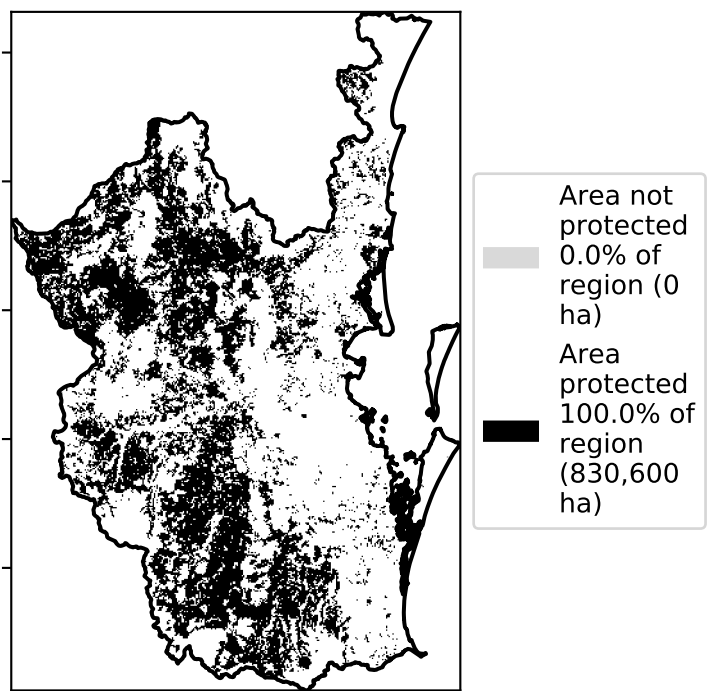 Area not
protected
0.0% of
region (0
ha)
Area
protected
100.0% of
region
(830,600
ha)